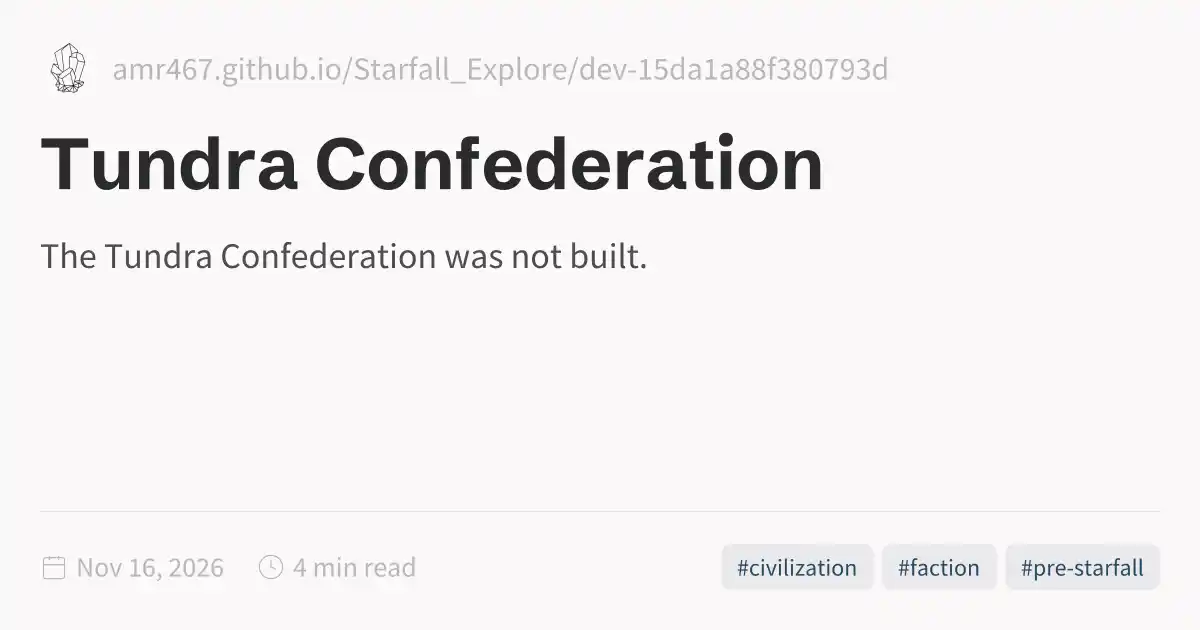 amr467.github.io/Starfall_Explore/dev-15da1a88f380793d
Tundra Confederation
The Tundra Confederation was not built.
Nov 16, 2026 4 min read #civilization #faction #pre-starfall